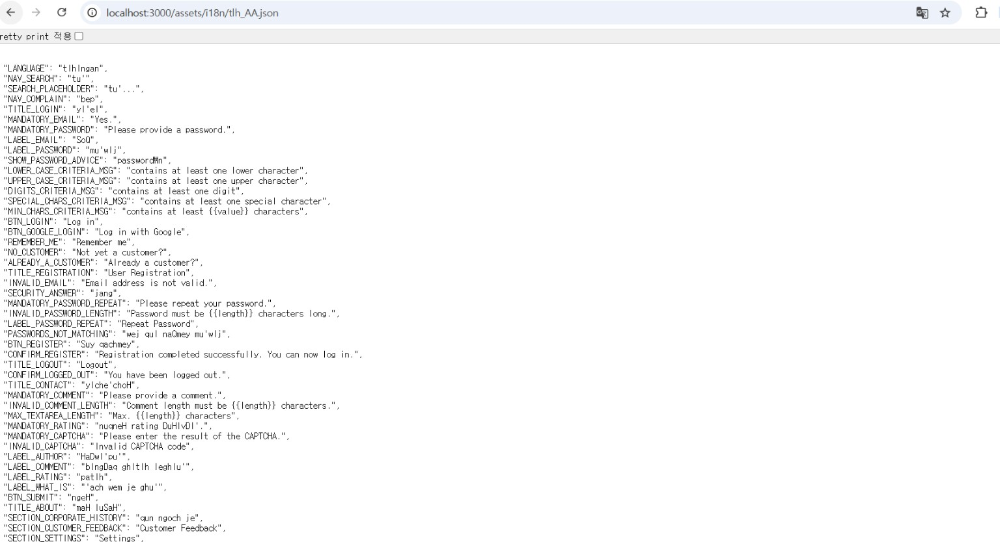 localhost:3000/assets/i18n/tlh_AA.json
retty print 적용
"LANGUAGE": "tlhIngan",
"NAV_SEARCH": "tu'",
"SEARCH_PLACEHOLDER": "tu'...",
"NAV_COMPLAIN": "bep",
"TITLE_LOGIN": "yI'el",
"MANDATORY_EMAIL": "Yes.",
"MANDATORY_PASSWORD": "Please provide a password.",
"LABEL_EMAIL": "SoQ",
"LABEL_PASSWORD": "mu'wIj",
"SHOW_PASSWORD_ADVICE": "password₩n",
"LOWER_CASE_CRITERIA_MSG": "contains at least one lower character",
"UPPER_CASE_CRITERIA_MSG": "contains at least one upper character",
"DIGITS_CRITERIA_MSG": "contains at least one digit",
"SPECIAL_CHARS_CRITERIA_MSG": "contains at least one special character",
"MIN_CHARS_CRITERIA_MSG": "contains at least {{value}} characters",
"BTN_LOGIN": "Log in",
"BTN_GOOGLE_LOGIN": "Log in with Google",
"REMEMBER_ME": "Remember me",
"NO_CUSTOMER": "Not yet a customer?",
"ALREADY_A_CUSTOMER": "Already a customer?",
"TITLE_REGISTRATION": "User Registration",
"INVALID_EMAIL": "Email address is not valid.",
"SECURITY_ANSWER": "jang",
"MANDATORY_PASSWORD_REPEAT": "Please repeat your password.",
"INVALID_PASSWORD_LENGTH": "Password must be {{length}} characters long.",
"LABEL_PASSWORD_REPEAT": "Repeat Password",
"PASSWORDS_NOT_MATCHING": "wej qul naQmey mu'wIj",
"BTN_REGISTER": "Suy qachmey",
"CONFIRM_REGISTER": "Registration completed successfully. You can now log in.",
"TITLE_LOGOUT": "Logout",
"CONFIRM_LOGGED_OUT": "You have been logged out.",
"TITLE_CONTACT": "yIche'choH",
"MANDATORY_COMMENT": "Please provide a comment.",
"INVALID_COMMENT_LENGTH": "Comment length must be {{length}} characters.",
"MAX_TEXTAREA_LENGTH": "Max. {{length}} characters",
"MANDATORY_RATING": "nuqneH rating DuHIvDI'.",
"MANDATORY_CAPTCHA": "Please enter the result of the CAPTCHA.",
"INVALID_CAPTCHA": "Invalid CAPTCHA code",
"LABEL_AUTHOR": "HaDwI'pu'",
"LABEL_COMMENT": "bIngDaq ghItlh leghlu'",
"LABEL_RATING": "patlh",
"LABEL_WHAT_IS": "'ach wem je ghu'",
"BTN_SUBMIT": "ngeH",
"TITLE_ABOUT": "maH luSaH",
"SECTION_CORPORATE_HISTORY": "qun ngoch je",
"SECTION_CUSTOMER_FEEDBACK": "Customer Feedback",
"SECTION_SETTINGS": "Settings",